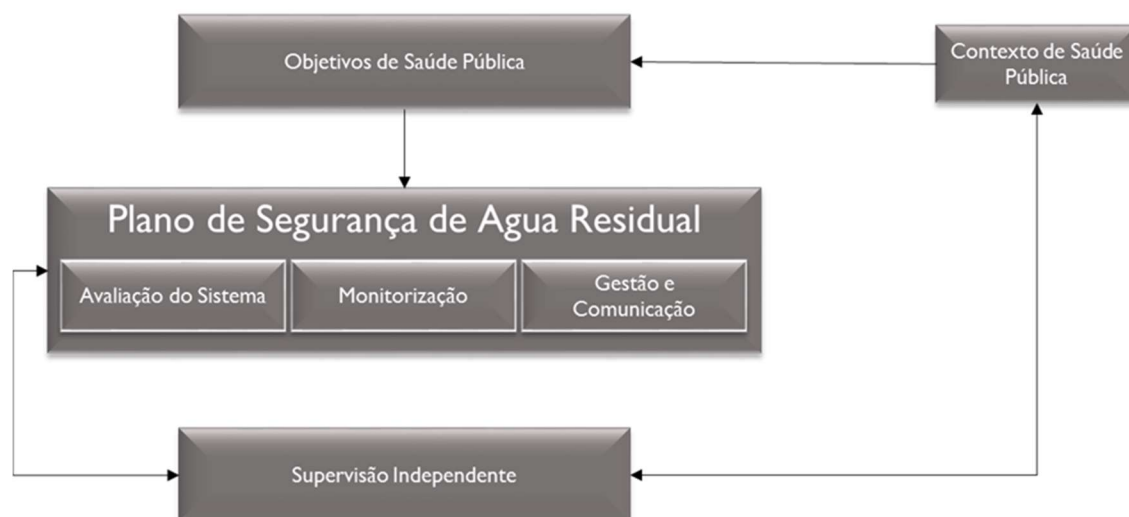 Objetivos de Saúde Pública
Contexto de Saúde
Pública
Plano de Segurança de Agua Residual
Avaliação do Sistema
Monitorização
Gestão e
Comunicação
Supervisão Independente